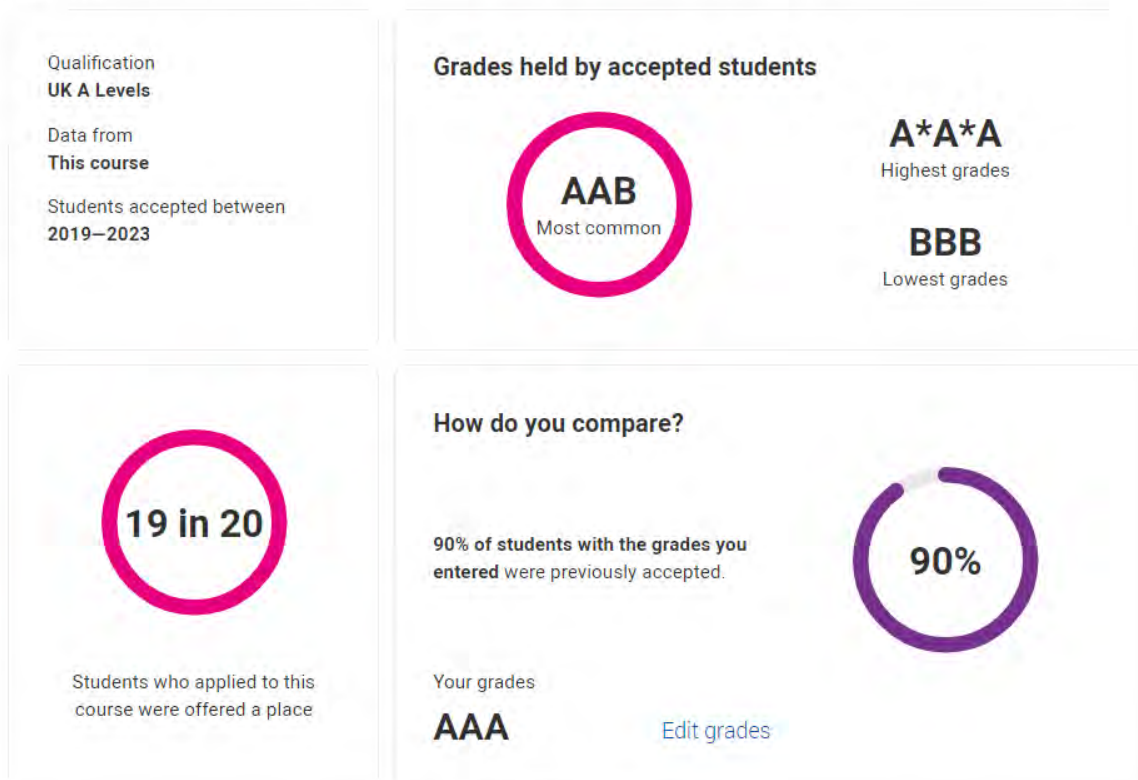 Qualification
UK A Levels
Data from
This course
Students accepted between
2019—2023
Grades held by accepted students
AAB
Most common
A*A*A
Highest grades
BBB
Lowest grades
19 in 20
Students who applied to this
course were offered a place
How do you compare?
90% of students with the grades you
entered were previously accepted.
90%
Your grades
AAA
Edit grades